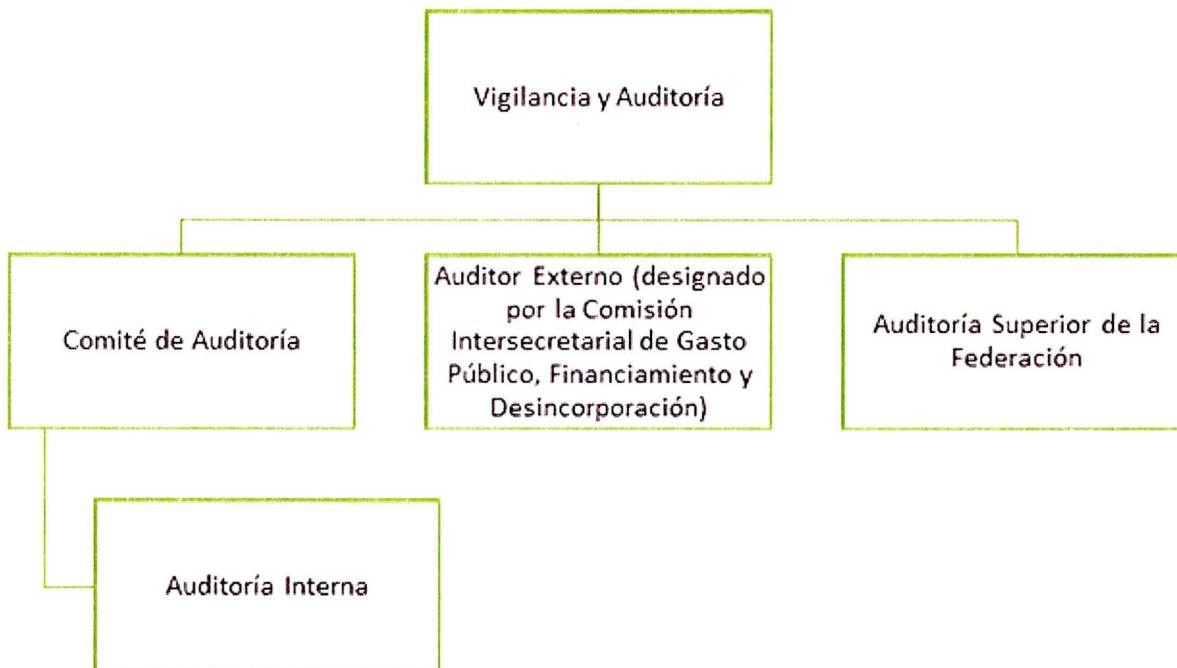 Vigilancia y Auditoría
Comité de Auditoría
Auditor Externo (designado
por la Comisión
Intersecretarial de Gasto
Público, Financiamiento y
Desincorporación)
Auditoría Superior de la
Federación
Auditoría Interna